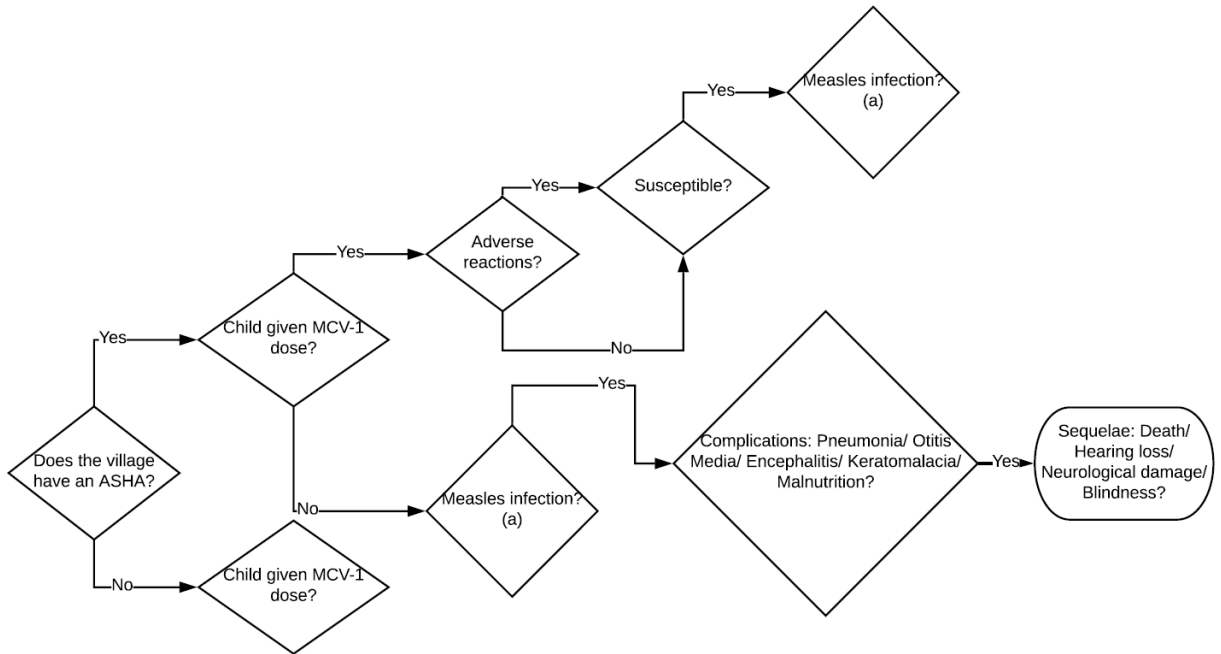 Measles infection?
(a)
Yes
Susceptible?
Yes
Adverse
reactions?
Yes
No
Child given MCV-1
dose?
Yes
Yes
Complications: Pneumonia/ Otitis
Media/ Encephalitis/ Keratomalacia/
Malnutrition?
Yes
Sequelae: Death/
Hearing loss/
Neurological damage/
Blindness?
Does the village
have an ASHA?
Measles infection?
(a)
No
Child given MCV-1
dose?
No